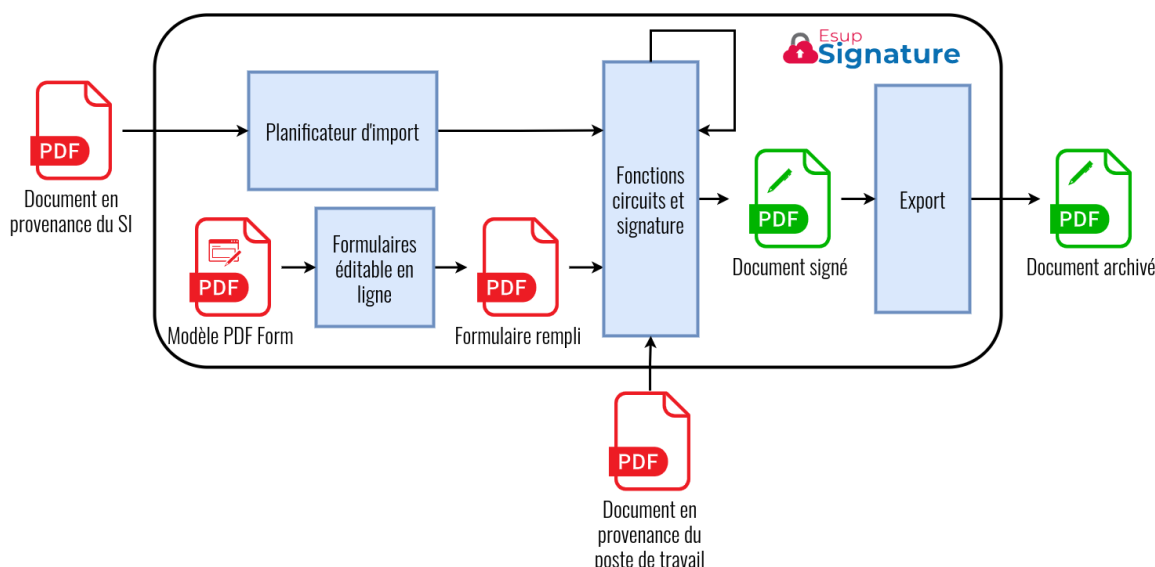 Esup
Signature
PDF
Document en
provenance du SI
Planificateur d'import
PDF
Modèle PDF Form
Formulaires
éditable en
ligne
PDF
Formulaire rempli
Fonctions
circuits et
signature
PDF
Document signé
Export
PDF
Document archivé
PDF
Document en
provenance du
poste de travail